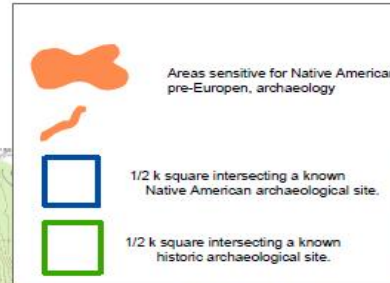 Areas sensitive for Native American
pre-Europen, archaeology
1/2 k square intersecting a known
Native American archaeological site.
1/2 k square intersecting a known
historic archaeological site.